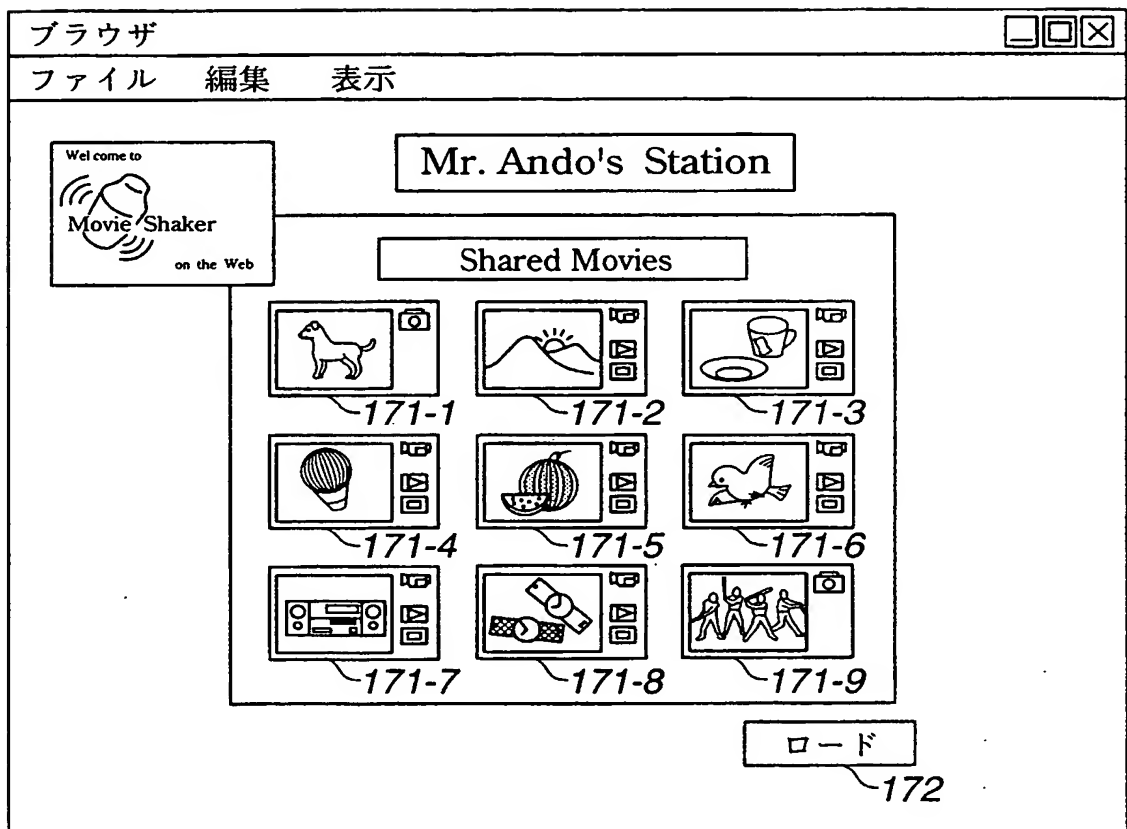 ブラウザ
ファイル 編集 表示
Welcome to
Movie Shaker
on the Web
Mr. Ando's Station
Shared Movies
171-1 171-2 171-3
171-4 171-5 171-6
171-7 171-8 171-9
ロード
172